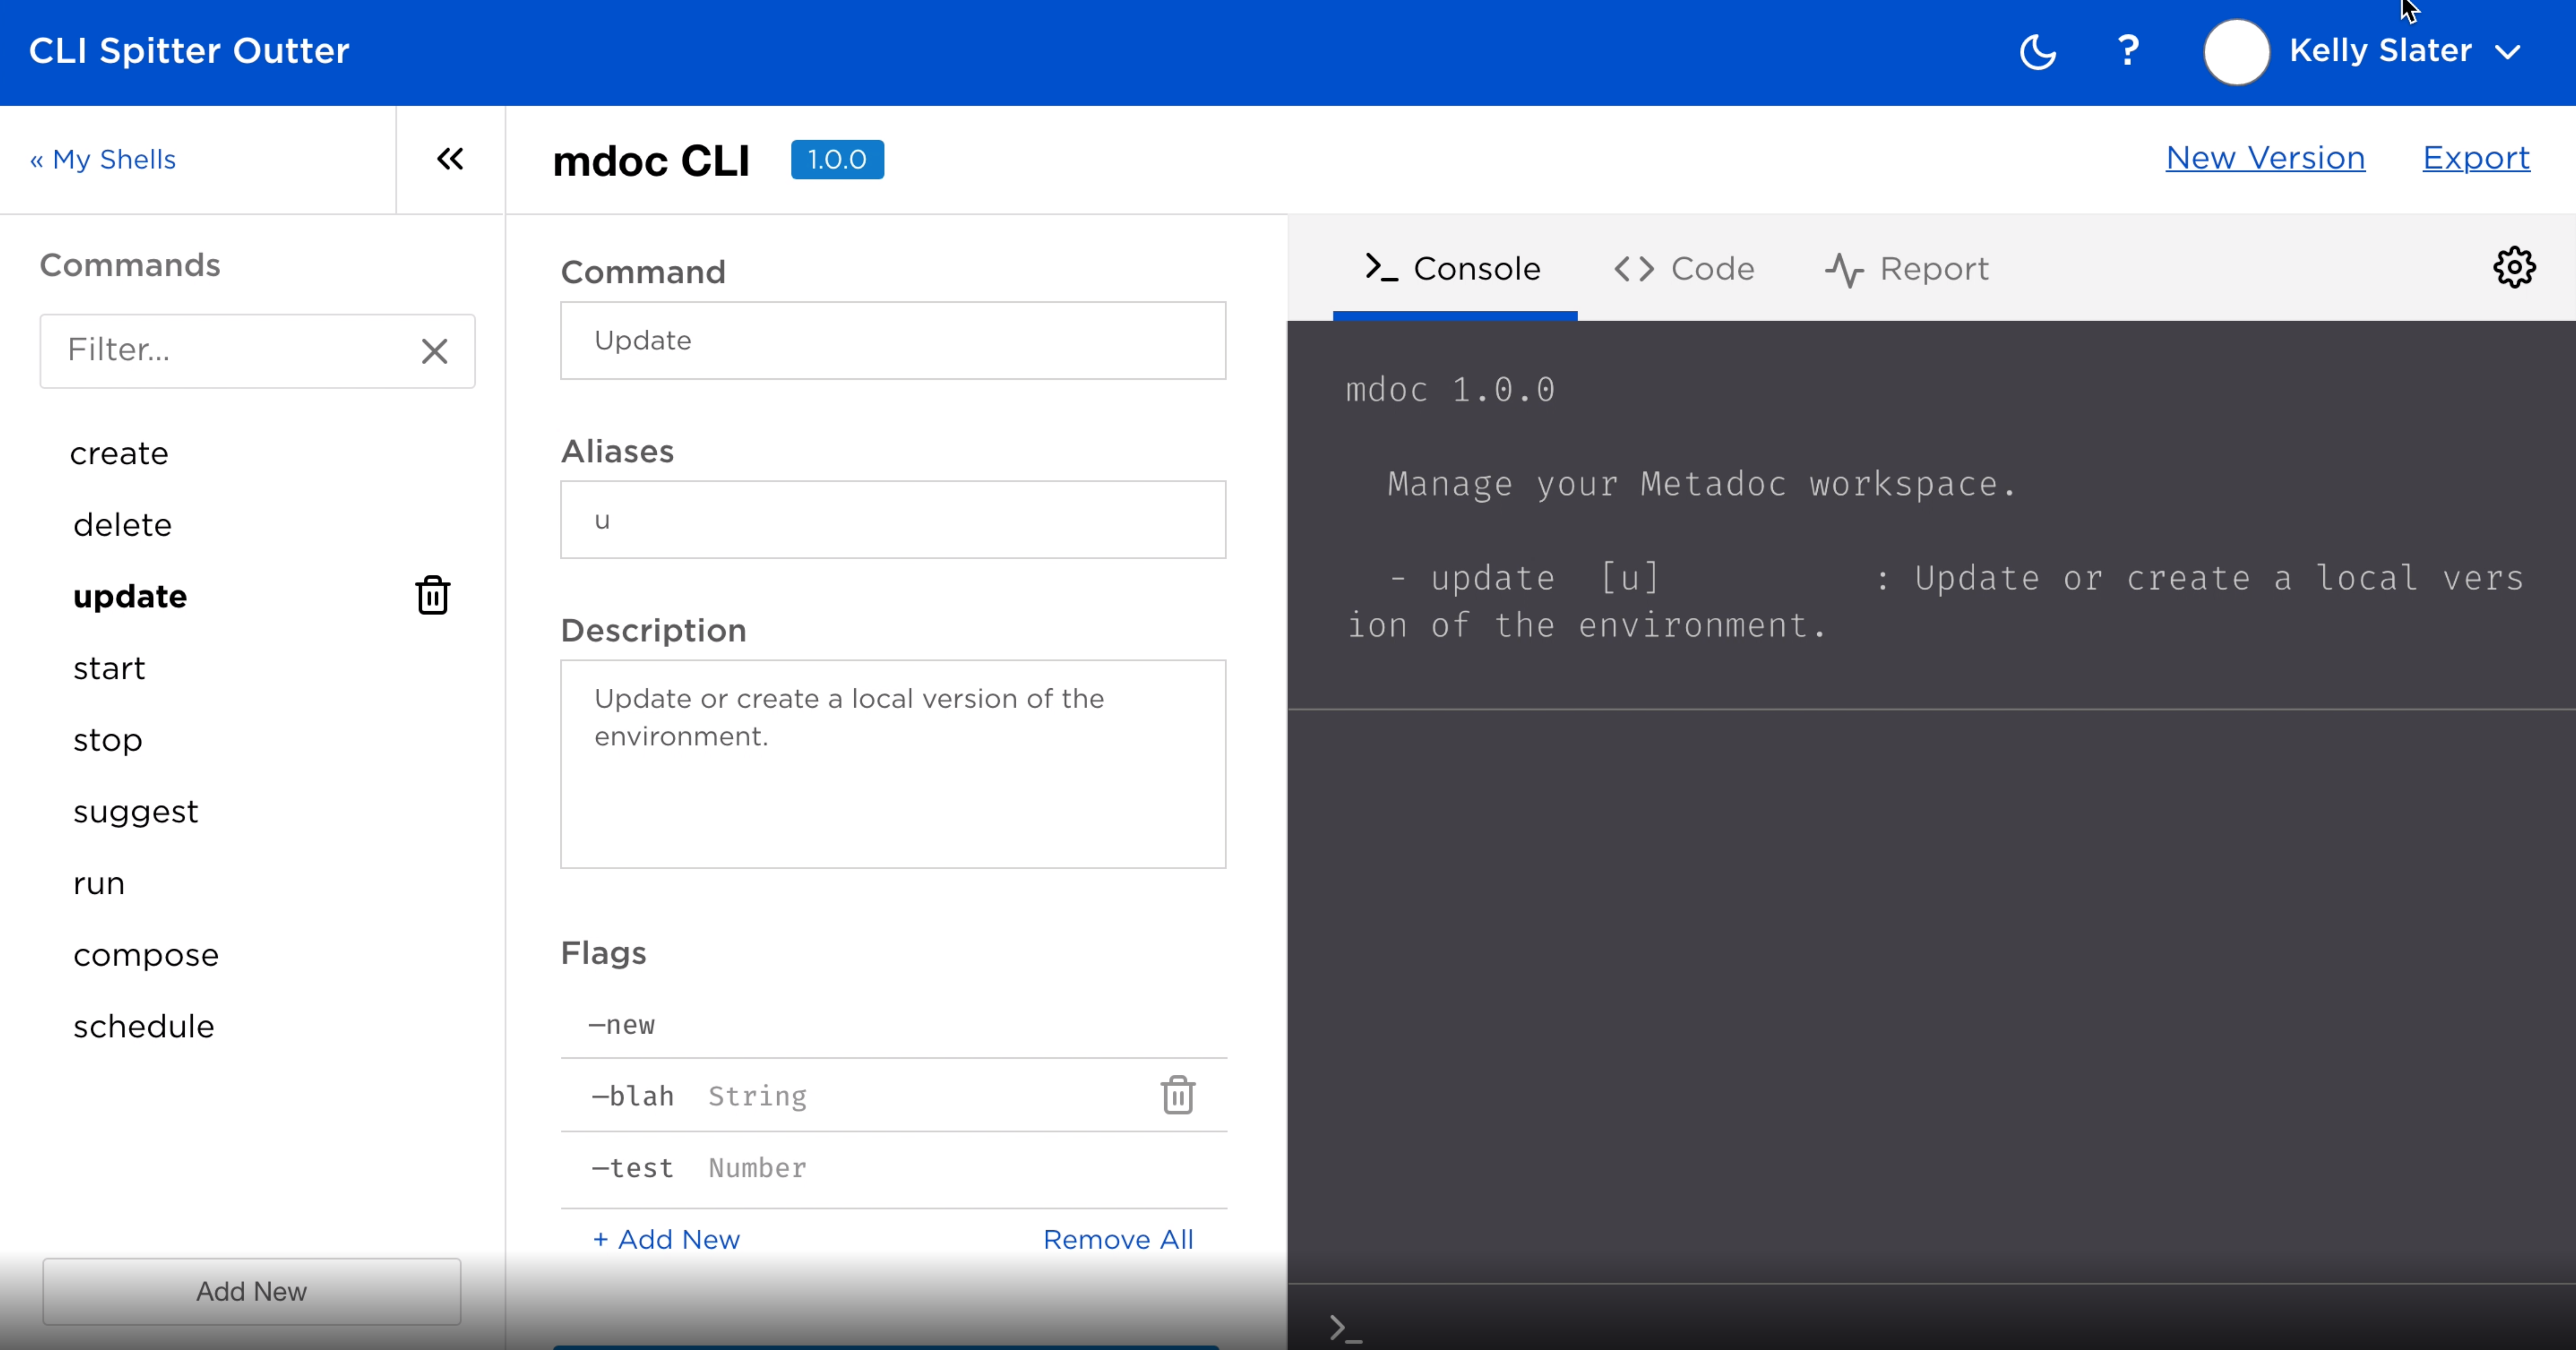 CLI Spitter Outter
?
Kelly Slater
« My Shells
mdoc CLI
1.0.0
New Version
Export
Commands
Filter...
create
delete
update
start
stop
suggest
run
compose
schedule
Add New
Command
Update
Aliases
u
Description
Update or create a local version of the
environment.
Flags
—new
—blah String
—test Number
+ Add New
Remove All
>_ Console
<> Code
Report
mdoc 1.0.0
Manage your Metadoc workspace.
- update [u] : Update or create a local vers
ion of the environment.
>_